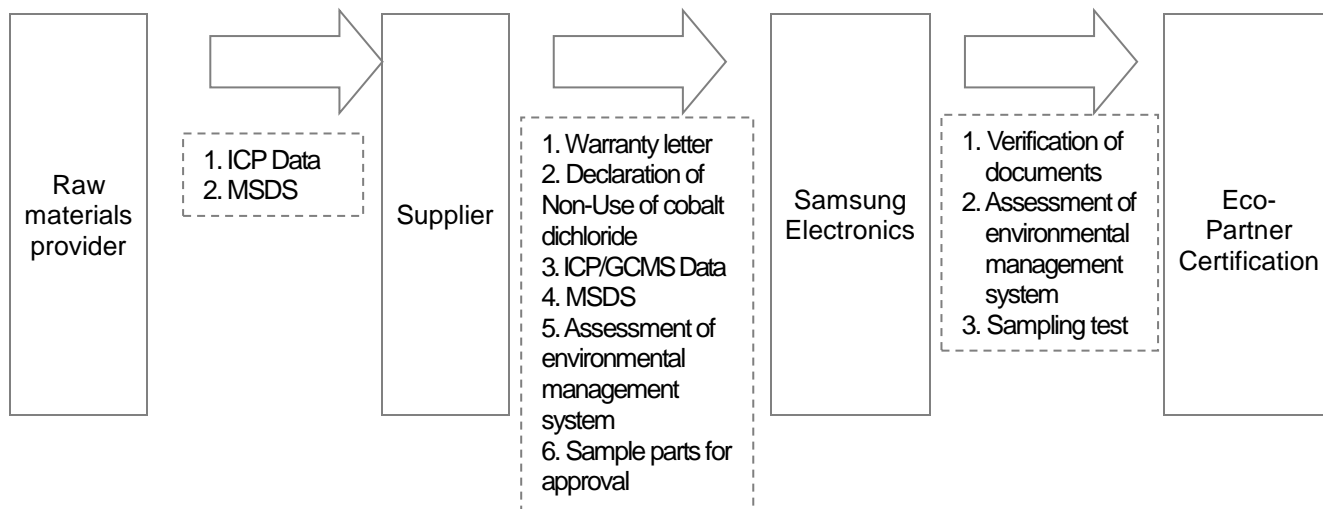 Raw
materials
provider
1. ICP Data
2. MSDS
Supplier
1. Warranty letter
2. Declaration of
Non-Use of cobalt
dichloride
3. ICP/GCMS Data
4. MSDS
5. Assessment of
environmental
management
system
6. Sample parts for
approval
Samsung
Electronics
1. Verification of
documents
2. Assessment of
environmental
management
system
3. Sampling test
Eco-
Partner
Certification